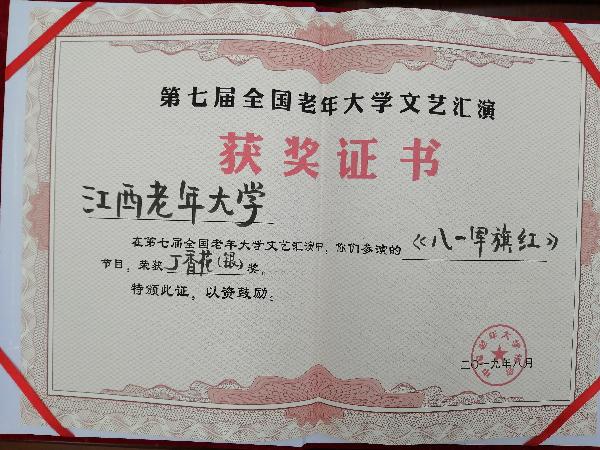 第七届全国老年大学文艺汇演
获奖证书
江西老年大学
在第七届全国老年大学文艺汇演中，你们参演的《八一军旗红》
节目，荣获丁香花（银）奖。
特颁此证，以资鼓励。
二〇一九年八月